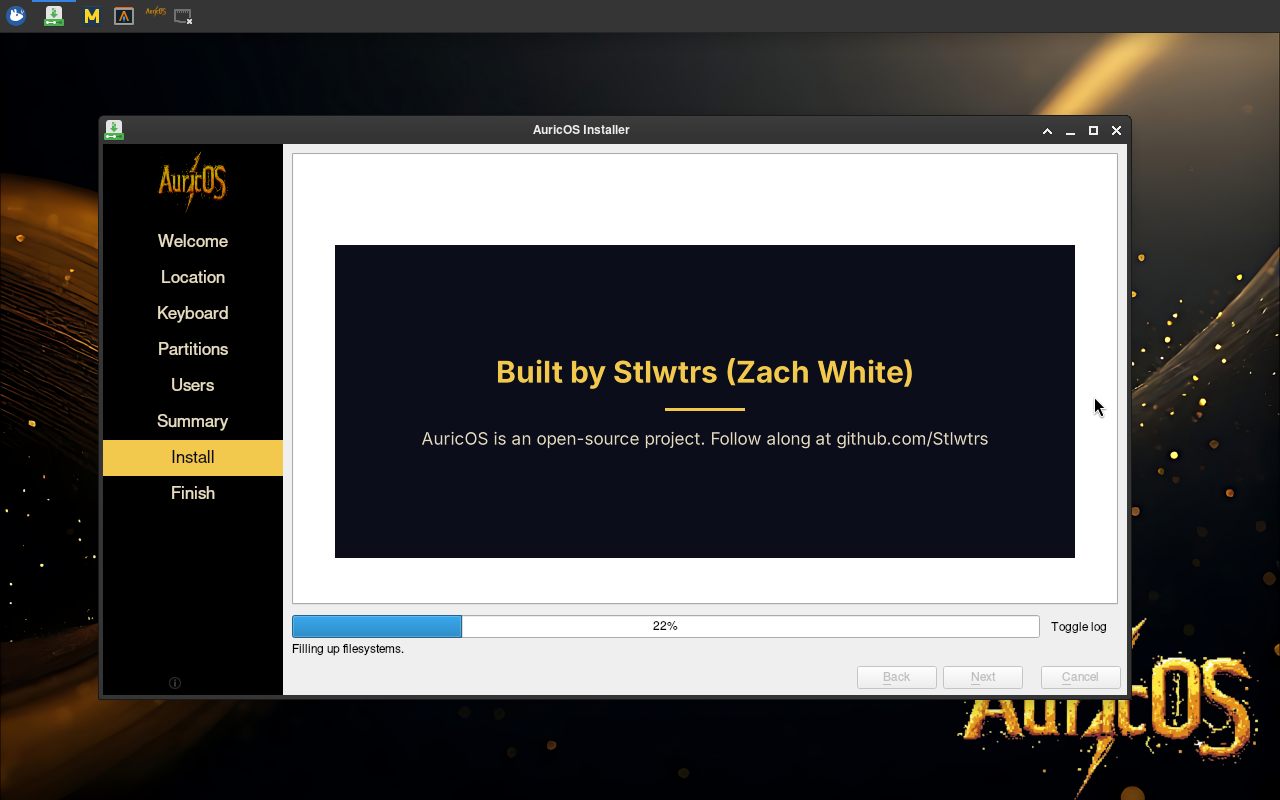 M
AuricOS
AuricOS Installer
AuricOS
Welcome
Location
Keyboard
Partitions
Users
Summary
Install
Finish
Built by Stlwtrs (Zach White)
AuricOS is an open-source project. Follow along at github.com/Stlwtrs
22%
Toggle log
Filling up filesystems.
Back
Next
Cancel
AuricOS